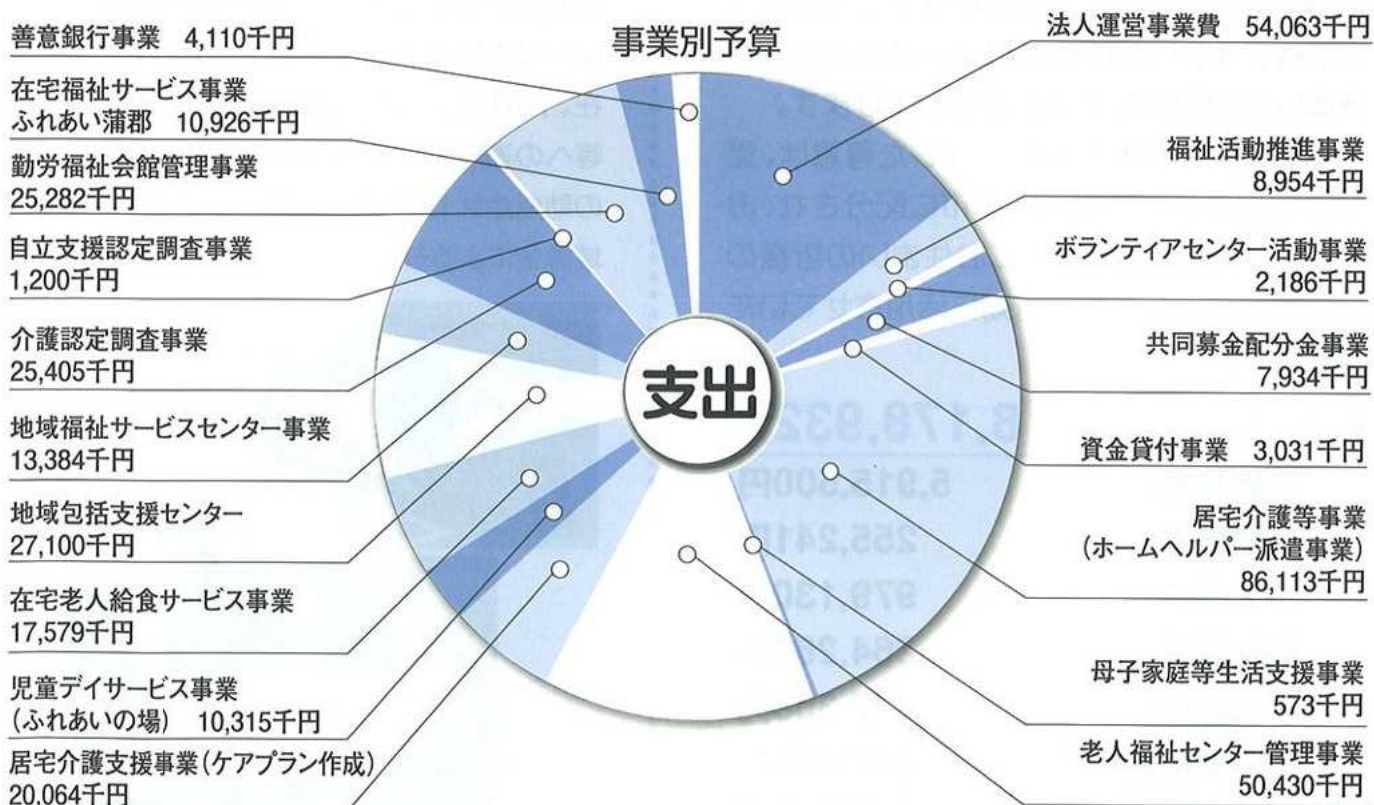 事業別予算
法人運営事業費 54,063千円
福祉活動推進事業
8,954千円
ボランティアセンター活動事業
2,186千円
共同募金配分金事業
7,934千円
資金貸付事業 3,031千円
居宅介護等事業
(ホームヘルパー派遣事業)
86,113千円
母子家庭等生活支援事業
573千円
老人福祉センター管理事業
50,430千円
善意銀行事業 4,110千円
在宅福祉サービス事業
ふれあい蒲郡 10,926千円
勤労福祉会館管理事業
25,282千円
自立支援認定調査事業
1,200千円
介護認定調査事業
25,405千円
地域福祉サービスセンター事業
13,384千円
地域包括支援センター
27,100千円
在宅老人給食サービス事業
17,579千円
児童デイサービス事業
(ふれあいの場) 10,315千円
居宅介護支援事業(ケアプラン作成)
20,064千円
支出